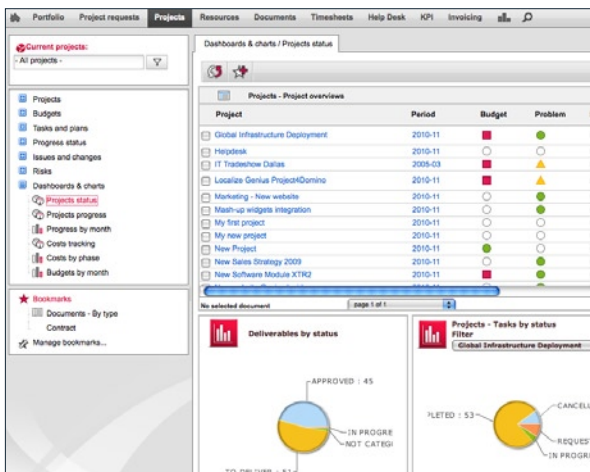 Portfolio Project requests Projects Resources Documents Timesheets Help Desk KPI Invoicing
Current projects:
- All projects -
Projects
Budgets
Tasks and plans
Progress status
Issues and changes
Risks
Dashboards & charts
Projects status
Projects progress
Progress by month
Costs tracking
Costs by phase
Budgets by month
Bookmarks
Documents - By type
Contract
Manage bookmarks...
Dashboards & charts / Projects status
Projects - Project overviews
Project Period Budget Problem
Global Infrastructure Deployment 2010-11
Helpdesk 2010-11
IT Tradeshow Dallas 2005-03
Localize Genius Project4Domino 2010-11
Marketing - New website 2010-11
Mash-up widgets integration 2010-11
My first project 2010-11
My new project 2010-11
New Project 2010-11
New Sales Strategy 2009 2010-11
New Software Module XTR2 2010-11
No selected document page 1 of 1
Deliverables by status
APPROVED : 45
IN PROGRE
NOT CATEG
TO DELIVER : 51
Projects - Tasks by status
Filter
Global Infrastructure Deployment
CANCELL
PLETED : 53
REQUES
IN PROGR